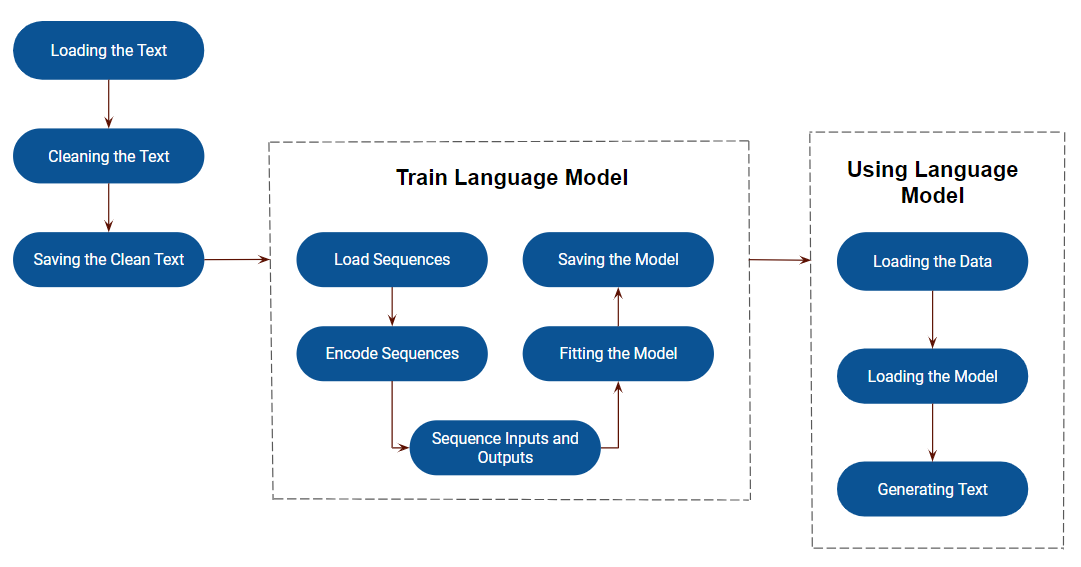 Loading the Text
Cleaning the Text
Saving the Clean Text
Train Language Model
Load Sequences
Encode Sequences
Sequence Inputs and
Outputs
Fitting the Model
Saving the Model
Using Language
Model
Loading the Data
Loading the Model
Generating Text